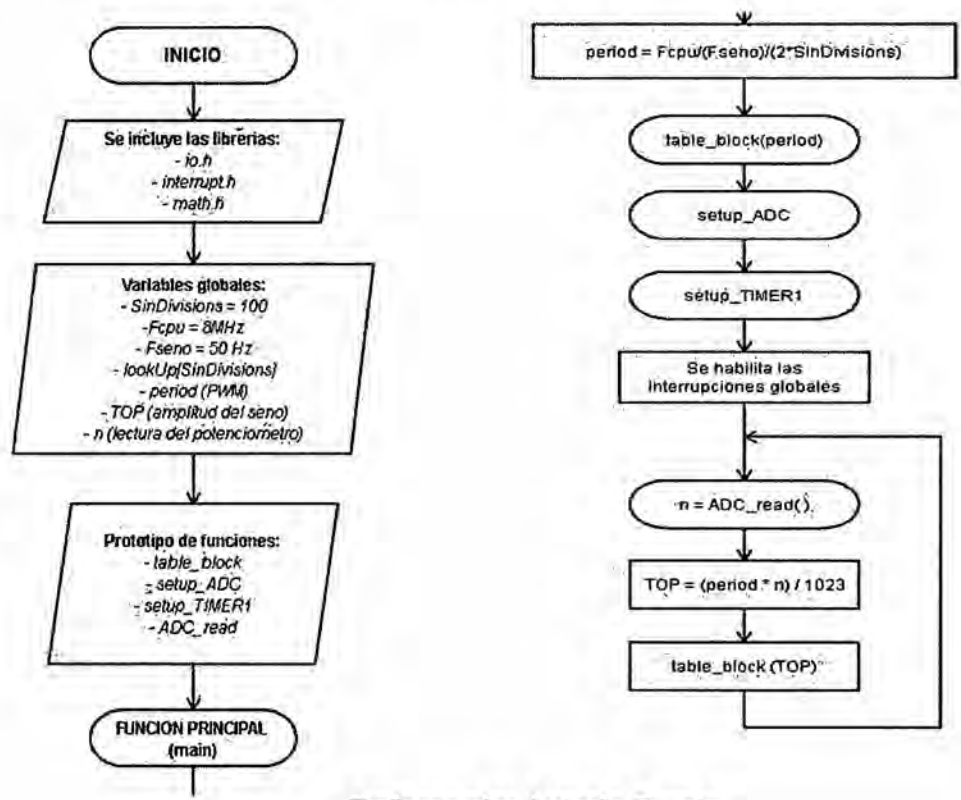 INICIO
Se incluye las librerias:
- io.h
- interrupt.h
- math.h
Variables globales:
- SinDivisions = 100
-Fcpu = 8MHz
- Fseno = 50 Hz
- lookUp[SinDivisions]
- period (PWM)
- TOP (amplitud del seno)
- n (lectura del potenciometro)
Prototipo de funciones:
- table_block
- setup_ADC
- setup_TIMER1
- ADC_read
FUNCION PRINCIPAL
(main)
period = Fcpu/(Fseno)/(2*SinDivisions)
table_block(period)
setup_ADC
setup_TIMER1
Se habilita las
interrupciones globales
n = ADC_read()
TOP = (period * n) / 1023
table_block (TOP)